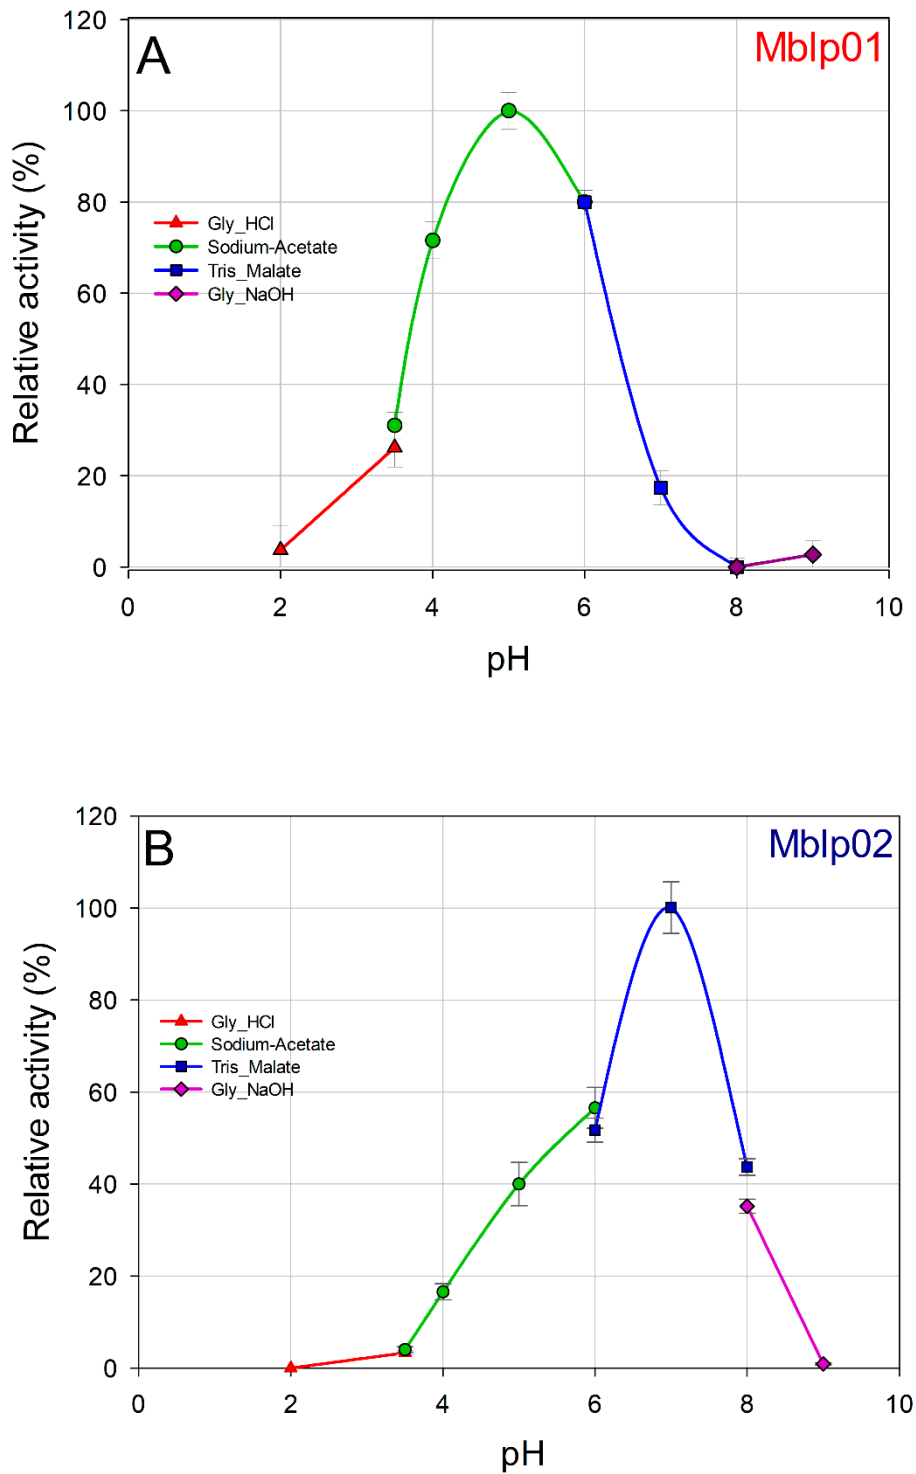 A
MbIp01
120
100
80
60
40
20
0
Relative activity (%)
Gly_HCl
Sodium-Acetate
Tris_Malate
Gly_NaOH
0 2 4 6 8 10
pH
B
MbIp02
120
100
80
60
40
20
0
Relative activity (%)
Gly_HCl
Sodium-Acetate
Tris_Malate
Gly_NaOH
0 2 4 6 8 10
pH